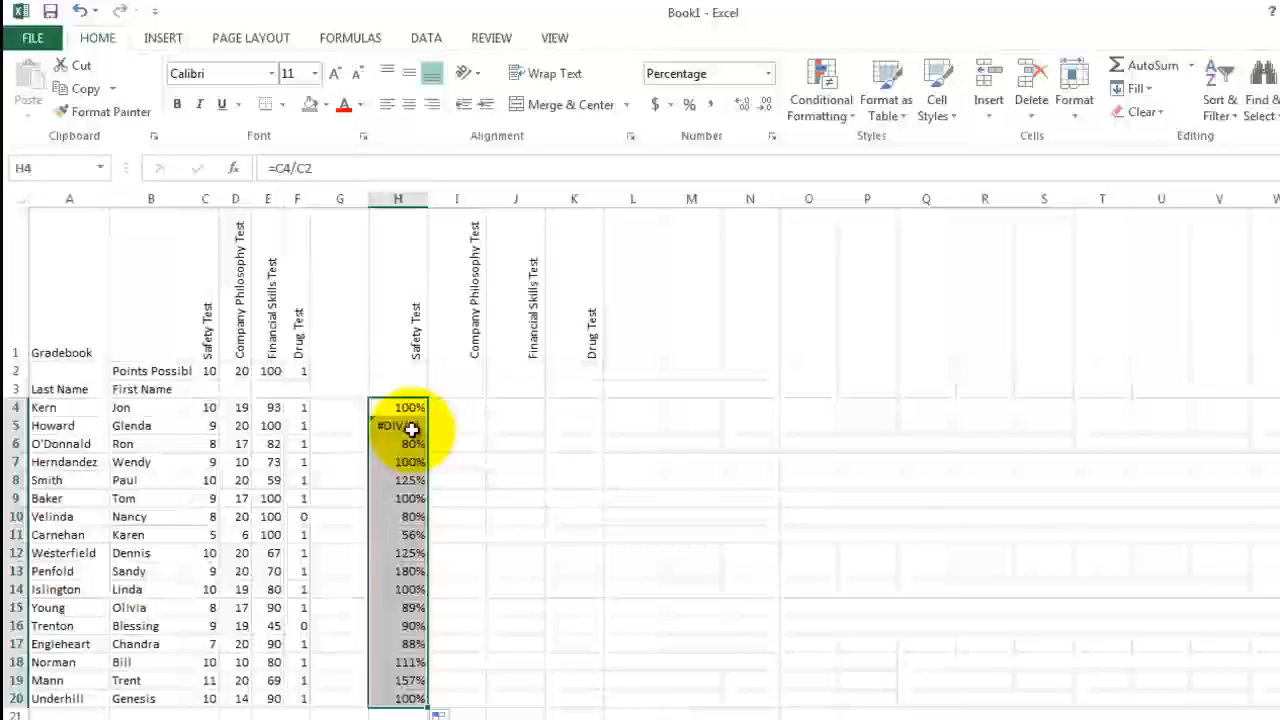 Book1 - Excel
?
FILE HOME INSERT PAGE LAYOUT FORMULAS DATA REVIEW VIEW
Paste
Cut
Copy
Format Painter
Clipboard
Calibri 11 A A
B I U A
Font
Wrap Text
Merge & Center
Alignment
Percentage
$ % ,
Number
Conditional Formatting
Format as Table
Cell Styles
Styles
Insert Delete Format
Cells
AutoSum
Fill
Clear
Sort & Filter
Find & Select
Editing
H4 fx =C4/C2
A B C D E F G H I J K L M N O P Q R S T U V W
1 Gradebook Safety Test Company Philosophy Test Financial Skills Test Drug Test Safety Test Company Philosophy Test Financial Skills Test Drug Test
2 Points Possibl 10 20 100 1
3 Last Name First Name
4 Kern Jon 10 19 93 1 100%
5 Howard Glenda 9 20 100 1 #DIV/
6 O'Donnald Ron 8 17 82 1 80%
7 Herndandez Wendy 9 10 73 1 100%
8 Smith Paul 10 20 59 1 125%
9 Baker Tom 9 17 100 1 100%
10 Velinda Nancy 8 20 100 0 80%
11 Carnehan Karen 5 6 100 1 56%
12 Westerfield Dennis 10 20 67 1 125%
13 Penfold Sandy 9 20 70 1 180%
14 Islington Linda 10 19 80 1 100%
15 Young Olivia 8 17 90 1 89%
16 Trenton Blessing 9 19 45 0 90%
17 Engleheart Chandra 7 20 90 1 88%
18 Norman Bill 10 10 80 1 111%
19 Mann Trent 11 20 69 1 157%
20 Underhill Genesis 10 14 90 1 100%
21